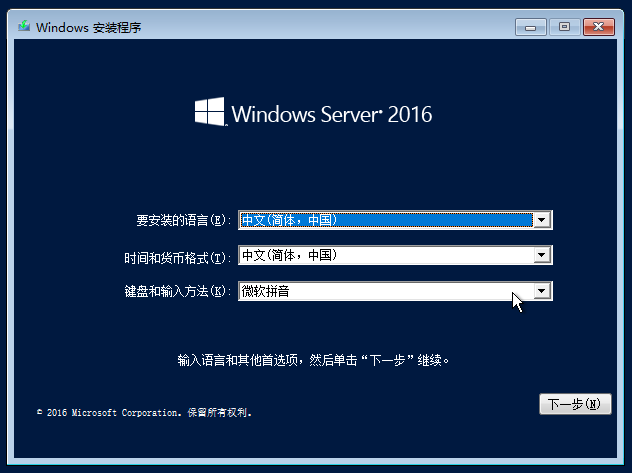 Windows 安装程序
Windows Server 2016
要安装的语言(E): 中文(简体，中国)
时间和货币格式(T): 中文(简体，中国)
键盘和输入方法(K): 微软拼音
输入语言和其他首选项，然后单击“下一步”继续。
下一步(N)
© 2016 Microsoft Corporation. 保留所有权利.